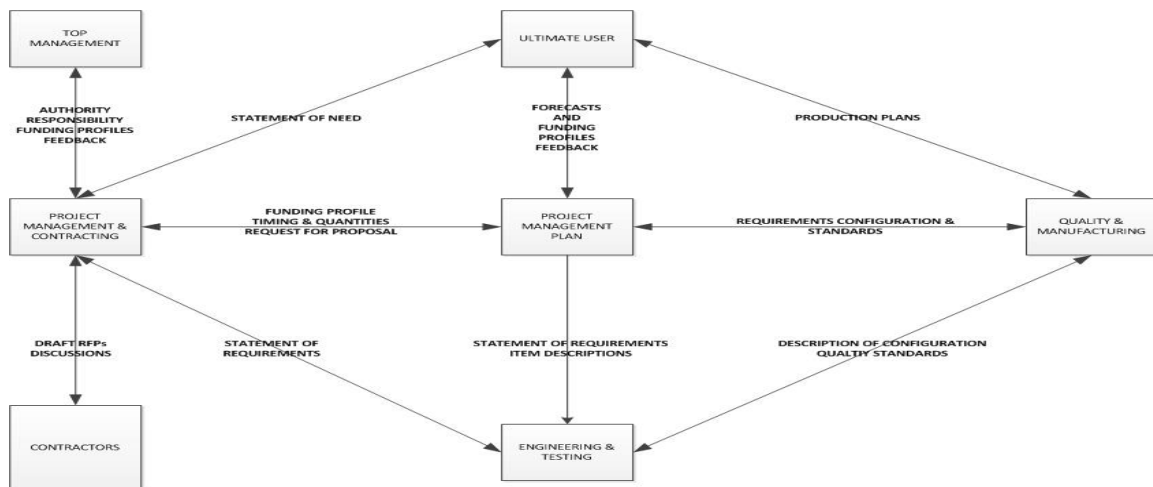 TOP
MANAGEMENT
ULTIMATE USER
AUTHORITY
RESPONSIBILITY
FUNDING PROFILES
FEEDBACK
STATEMENT OF NEED
FORECASTS
AND
FUNDING
PROFILES
FEEDBACK
PRODUCTION PLANS
PROJECT
MANAGEMENT &
CONTRACTING
FUNDING PROFILE
TIMING & QUANTITIES
REQUEST FOR PROPOSAL
PROJECT
MANAGEMENT
PLAN
REQUIREMENTS CONFIGURATION &
STANDARDS
QUALITY &
MANUFACTURING
DRAFT RFPs
DISCUSSIONS
STATEMENT OF
REQUIREMENTS
STATEMENT OF REQUIREMENTS
ITEM DESCRIPTIONS
DESCRIPTION OF CONFIGURATION
QUALTIY STANDARDS
CONTRACTORS
ENGINEERING &
TESTING